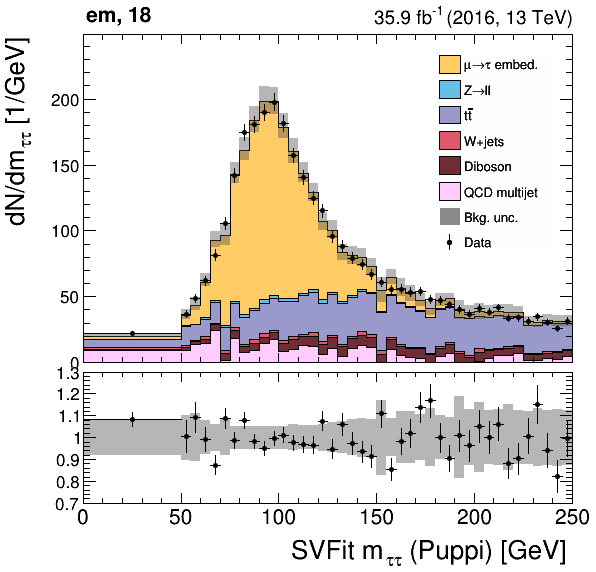 em, 18
35.9 fb⁻¹ (2016, 13 TeV)
dN/dm_ττ [1/GeV]
200
150
100
50
0
μ→τ embed.
Z→ll
tt̄
W+jets
Diboson
QCD multijet
Bkg. unc.
Data
1.3
1.2
1.1
1
0.9
0.8
0.7
0 50 100 150 200 250
SVFit m_ττ (Puppi) [GeV]